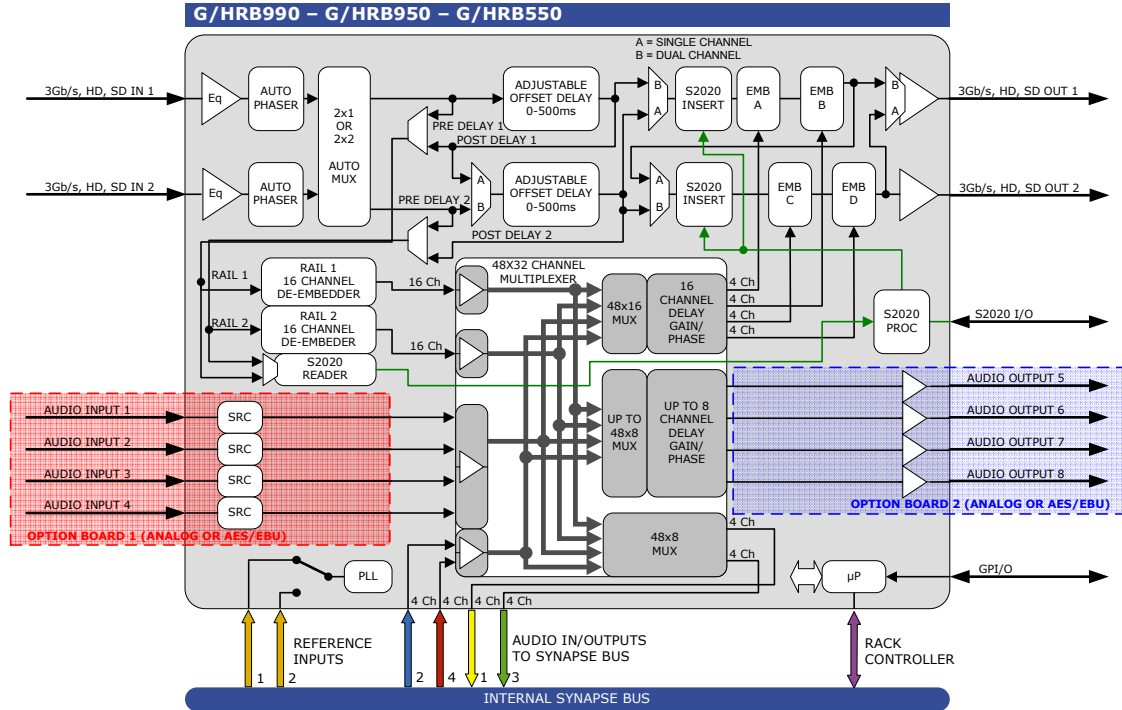 G/HRB990 – G/HRB950 – G/HRB550
A = SINGLE CHANNEL
B = DUAL CHANNEL
3Gb/s, HD, SD IN 1
Eq
AUTO
PHASER
2x1
OR
2x2
AUTO
MUX
ADJUSTABLE
OFFSET DELAY
0-500ms
B
A
S2020
INSERT
EMB
A
EMB
B
B
A
3Gb/s, HD, SD OUT 1
PRE DELAY 1
POST DELAY 1
3Gb/s, HD, SD IN 2
Eq
AUTO
PHASER
PRE DELAY 2
A
B
ADJUSTABLE
OFFSET DELAY
0-500ms
A
B
S2020
INSERT
EMB
C
EMB
D
3Gb/s, HD, SD OUT 2
POST DELAY 2
RAIL 1
RAIL 1
16 CHANNEL
DE-EMBEDDER
16 Ch
48X32 CHANNEL
MULTIPLEXER
RAIL 2
RAIL 2
16 CHANNEL
DE-EMBEDER
16 Ch
S2020
READER
48x16
MUX
16
CHANNEL
DELAY
GAIN/
PHASE
4 Ch
4 Ch
4 Ch
4 Ch
S2020
PROC
S2020 I/O
AUDIO INPUT 1
SRC
AUDIO INPUT 2
SRC
AUDIO INPUT 3
SRC
AUDIO INPUT 4
SRC
OPTION BOARD 1 (ANALOG OR AES/EBU)
UP TO
48x8
MUX
UP TO 8
CHANNEL
DELAY
GAIN/
PHASE
AUDIO OUTPUT 5
AUDIO OUTPUT 6
AUDIO OUTPUT 7
AUDIO OUTPUT 8
OPTION BOARD 2 (ANALOG OR AES/EBU)
48x8
MUX
4 Ch
4 Ch
PLL
µP
GPI/O
4 Ch
4 Ch
4 Ch
4 Ch
REFERENCE
INPUTS
1
2
2
4
1
3
AUDIO IN/OUTPUTS
TO SYNAPSE BUS
RACK
CONTROLLER
INTERNAL SYNAPSE BUS